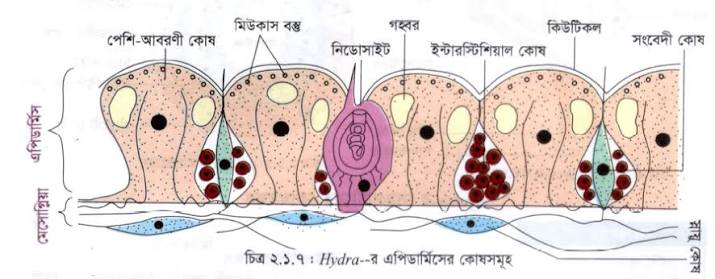 পেশি-আবরণী কোষ
মিউকাস বস্তু
নিডোসাইট
গহ্বর
ইন্টারস্টিশিয়াল কোষ
কিউটিকল
সংবেদী কোষ
এপিডার্মিস
মেসোগ্লিয়া
স্নায়ু কোষ
চিত্র ২.১.৭ : Hydra--র এপিডার্মিসের কোষসমূহ